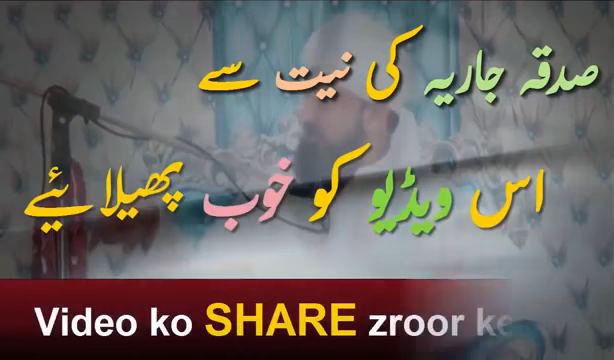 صدقہ جاریہ کی نیت سے
اس ویڈیو کو خوب پھیلائیے
Video ko SHARE zroor